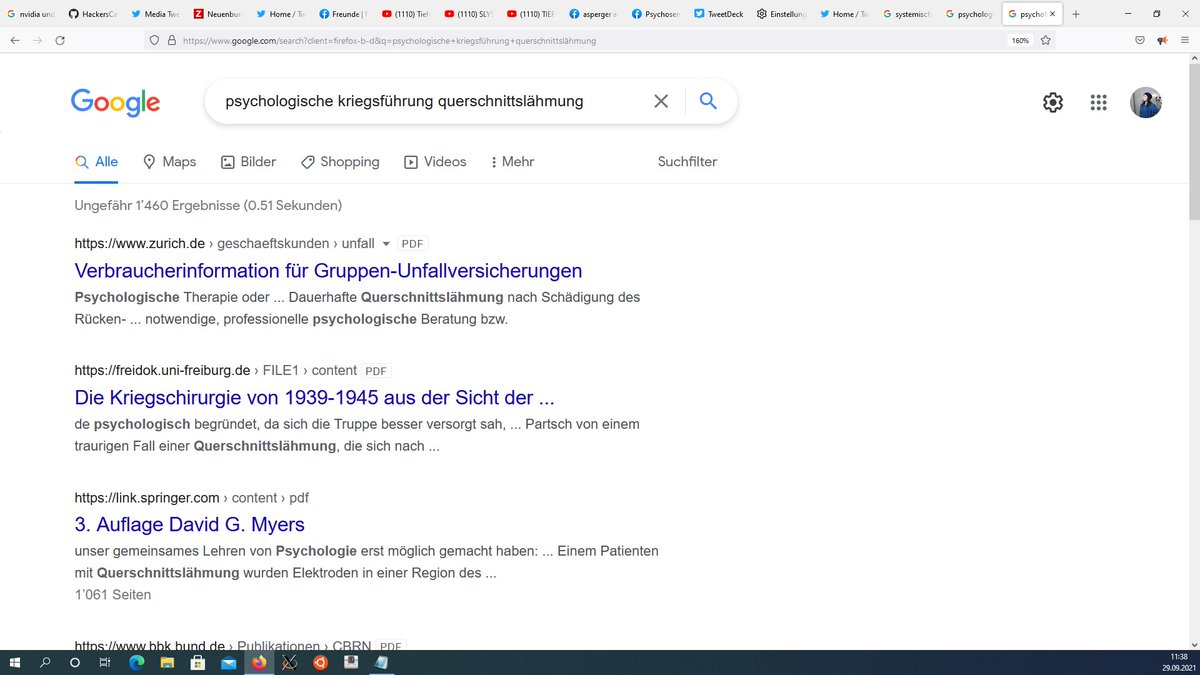 nvidia und
HackersCa
Media Twe
Neuenburg
Home / Tw
Freunde | F
(1110) Tief
(1110) SLYS
(1110) TIEF
asperger a
Psychosen
TweetDeck
Einstellung
Home / Tw
systemisch
psycholog
psychol
https://www.google.com/search?client=firefox-b-d&q=psychologische+kriegsführung+querschnittslähmung
160%
Google
psychologische kriegsführung querschnittslähmung
Alle
Maps
Bilder
Shopping
Videos
Mehr
Suchfilter
Ungefähr 1'460 Ergebnisse (0.51 Sekunden)
https://www.zurich.de › geschaeftskunden › unfall PDF
Verbraucherinformation für Gruppen-Unfallversicherungen
Psychologische Therapie oder ... Dauerhafte Querschnittslähmung nach Schädigung des
Rücken- ... notwendige, professionelle psychologische Beratung bzw.
https://freidok.uni-freiburg.de › FILE1 › content PDF
Die Kriegschirurgie von 1939-1945 aus der Sicht der ...
de psychologisch begründet, da sich die Truppe besser versorgt sah, ... Partsch von einem
traurigen Fall einer Querschnittslähmung, die sich nach ...
https://link.springer.com › content › pdf
3. Auflage David G. Myers
unser gemeinsames Lehren von Psychologie erst möglich gemacht haben: ... Einem Patienten
mit Querschnittslähmung wurden Elektroden in einer Region des ...
1'061 Seiten
https://www.bbk.bund.de › Publikationen › CBRN PDF
11:38
29.09.2021